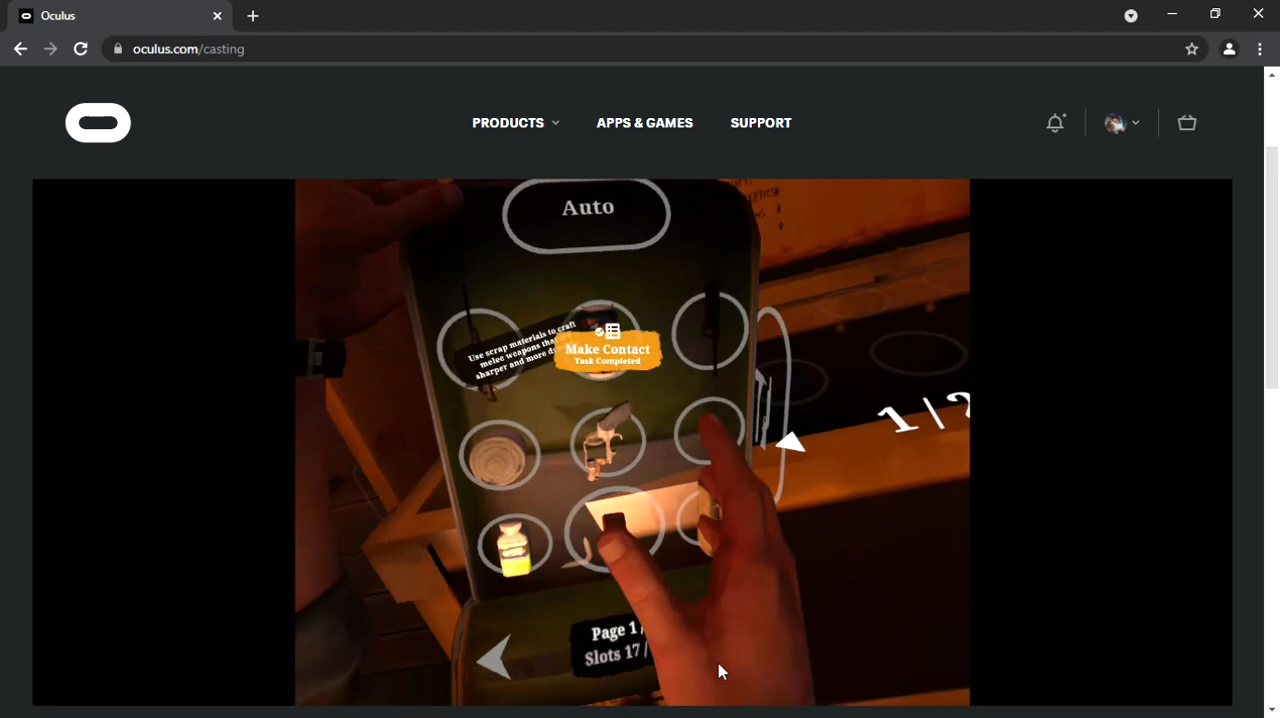 Oculus
oculus.com/casting
PRODUCTS
APPS & GAMES
SUPPORT
Auto
Use scrap materials to craft
melee weapons that
sharper and more
Make Contact
Task Completed
1 / ?
Page 1 /
Slots 17 /